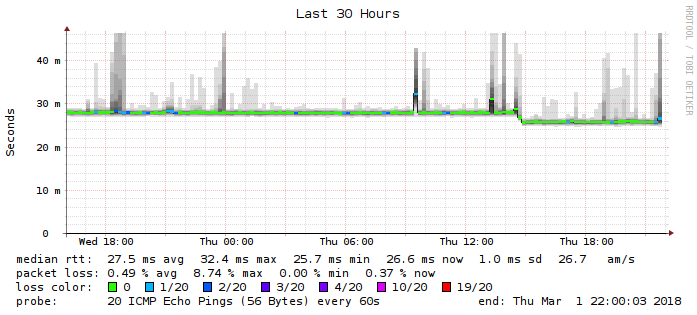 Last 30 Hours
RRDTOOL / TOBI OETIKER
Seconds
40 m
30 m
20 m
10 m
0
Wed 18:00 Thu 00:00 Thu 06:00 Thu 12:00 Thu 18:00
median rtt: 27.5 ms avg 32.4 ms max 25.7 ms min 26.6 ms now 1.0 ms sd 26.7 am/s
packet loss: 0.49 % avg 8.74 % max 0.00 % min 0.37 % now
loss color: 0 1/20 2/20 3/20 4/20 10/20 19/20
probe: 20 ICMP Echo Pings (56 Bytes) every 60s end: Thu Mar 1 22:00:03 2018